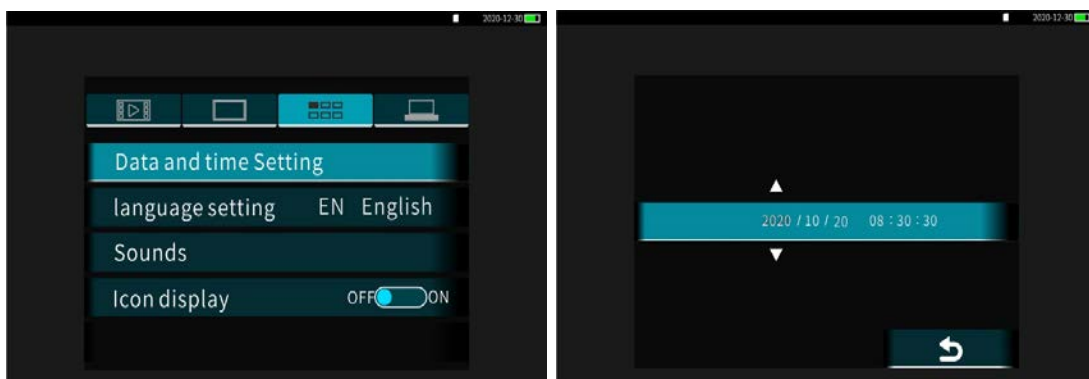 2020-12-30
Data and time Setting
language setting EN English
Sounds
Icon display OFF ON
2020-12-30
2020 / 10 / 20 08 : 30 : 30